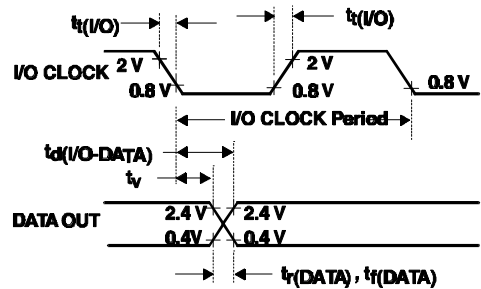 tt(I/O) tt(I/O)
I/O CLOCK 2 V 2 V
0.8 V 0.8 V 0.8 V
I/O CLOCK Period
td(I/O-DATA)
tv
DATA OUT 2.4 V 2.4 V
0.4V 0.4 V
tr(DATA) , tf(DATA)